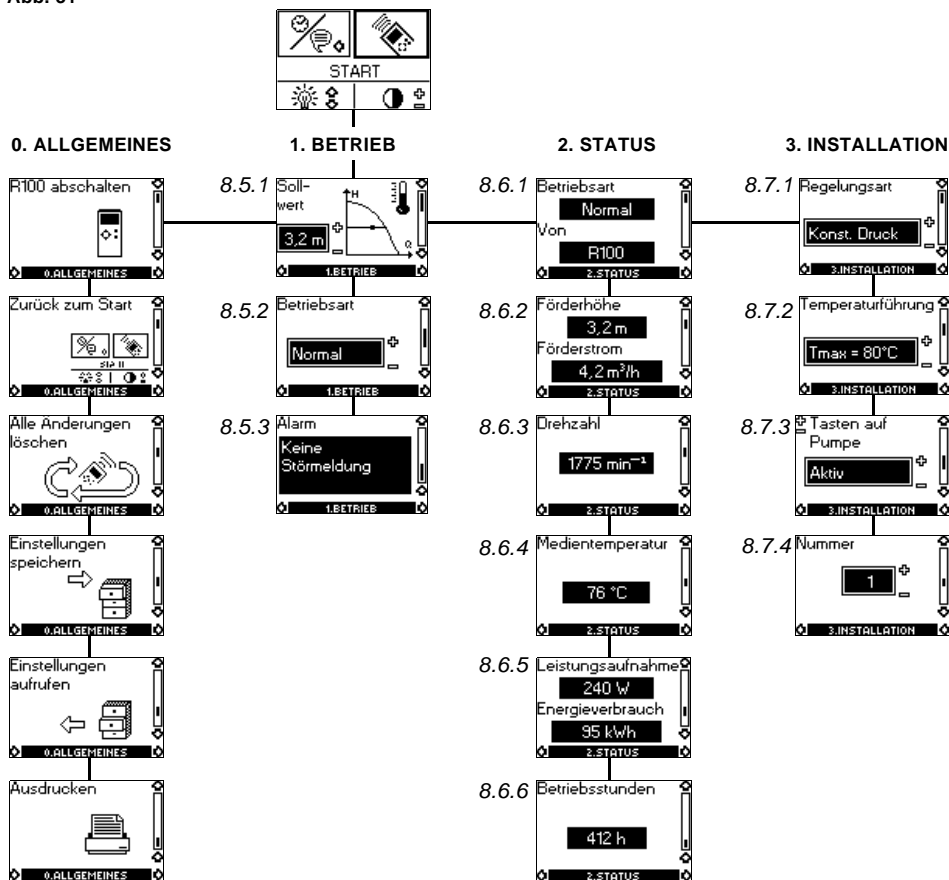 START
0. ALLGEMEINES
1. BETRIEB
2. STATUS
3. INSTALLATION
R100 abschalten
0.ALLGEMEINES
Zurück zum Start
START
0.ALLGEMEINES
Alle Änderungen
löschen
0.ALLGEMEINES
Einstellungen
speichern
0.ALLGEMEINES
Einstellungen
aufrufen
0.ALLGEMEINES
Ausdrucken
0.ALLGEMEINES
8.5.1
Soll-
wert
H
3,2 m
Q
1.BETRIEB
8.5.2
Betriebsart
Normal
1.BETRIEB
8.5.3
Alarm
Keine
Störmeldung
1.BETRIEB
8.6.1
Betriebsart
Normal
Von
R100
2.STATUS
8.6.2
Förderhöhe
3,2 m
Förderstrom
4,2 m³/h
2.STATUS
8.6.3
Drehzahl
1775 min⁻¹
2.STATUS
8.6.4
Medientemperatur
76 °C
2.STATUS
8.6.5
Leistungsaufnahme
240 W
Energieverbrauch
95 kWh
2.STATUS
8.6.6
Betriebsstunden
412 h
2.STATUS
8.7.1
Regelungsart
Konst. Druck
3.INSTALLATION
8.7.2
Temperaturführung
Tmax = 80°C
3.INSTALLATION
8.7.3
Tasten auf
Pumpe
Aktiv
3.INSTALLATION
8.7.4
Nummer
1
3.INSTALLATION